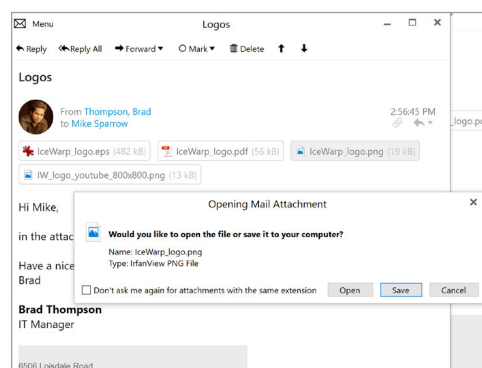 Menu Logos
Reply Reply All Forward Mark Delete
Logos
From Thompson, Brad 2:56:45 PM
to Mike Sparrow
IceWarp_logo.eps (482 kB) IceWarp_logo.pdf (56 kB) IceWarp_logo.png (19 kB)
IW_logo_youtube_800x800.png (13 kB)
Hi Mike,
in the attac
Have a nice
Brad
Opening Mail Attachment
Would you like to open the file or save it to your computer?
Name: IceWarp_logo.png
Type: IrfanView PNG File
Don't ask me again for attachments with the same extension Open Save Cancel
Brad Thompson
IT Manager
6506 Loisdale Road